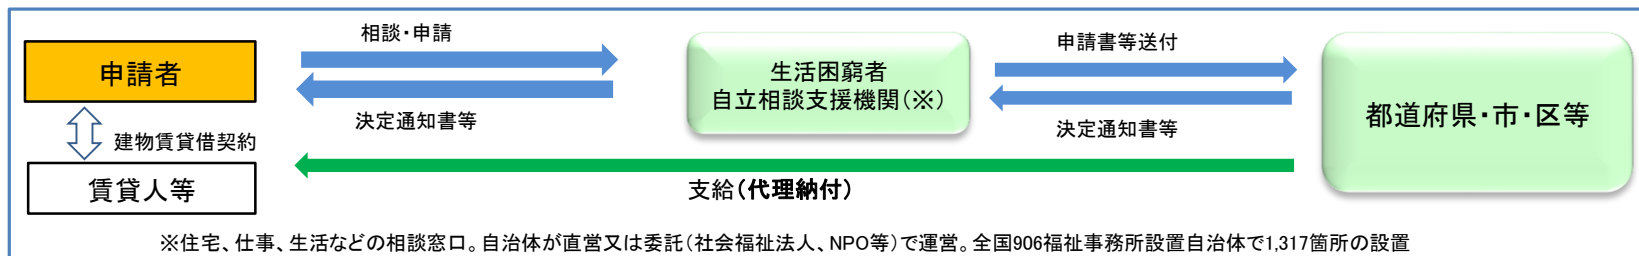 相談・申請
申請書等送付
申請者
生活困窮者
自立相談支援機関(※)
都道府県・市・区等
決定通知書等
決定通知書等
建物賃貸借契約
賃貸人等
支給(代理納付)
※住宅、仕事、生活などの相談窓口。自治体が直営又は委託(社会福祉法人、NPO等)で運営。全国906福祉事務所設置自治体で1,317箇所の設置